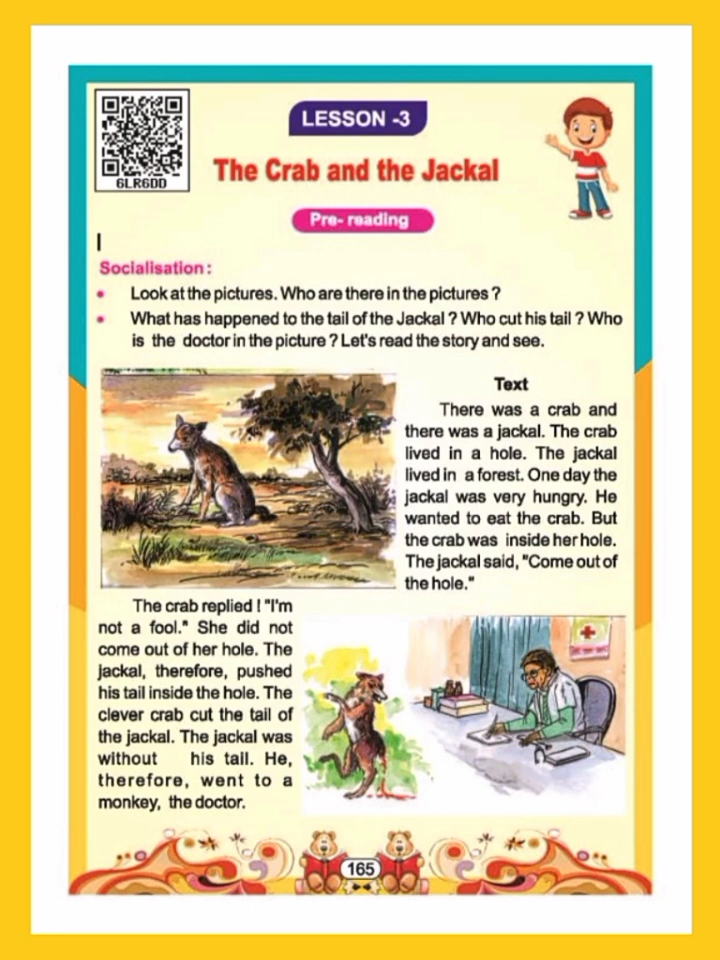 6LR6DD
LESSON -3
The Crab and the Jackal
Pre- reading
Socialisation :
• Look at the pictures. Who are there in the pictures ?
• What has happened to the tail of the Jackal ? Who cut his tail ? Who
is the doctor in the picture ? Let's read the story and see.
Text
There was a crab and
there was a jackal. The crab
lived in a hole. The jackal
lived in a forest. One day the
jackal was very hungry. He
wanted to eat the crab. But
the crab was inside her hole.
The jackal said, "Come out of
the hole."
The crab replied ! "I'm
not a fool." She did not
come out of her hole. The
jackal, therefore, pushed
his tail inside the hole. The
clever crab cut the tail of
the jackal. The jackal was
without his tail. He,
therefore, went to a
monkey, the doctor.
165